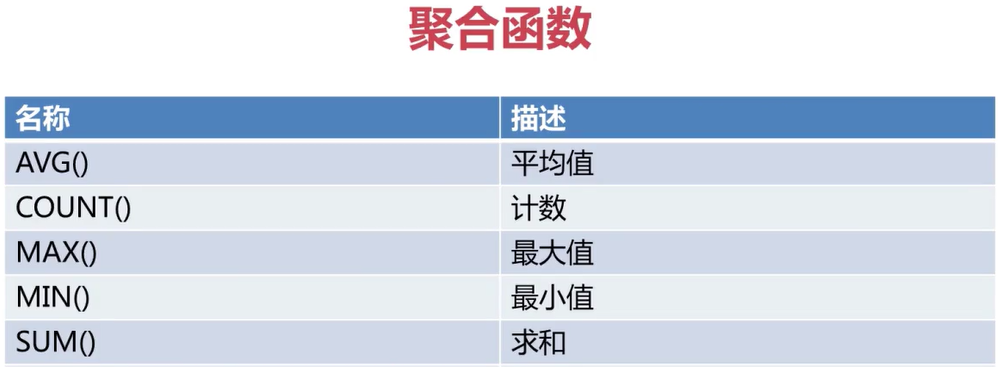 聚合函数
名称 描述
AVG() 平均值
COUNT() 计数
MAX() 最大值
MIN() 最小值
SUM() 求和